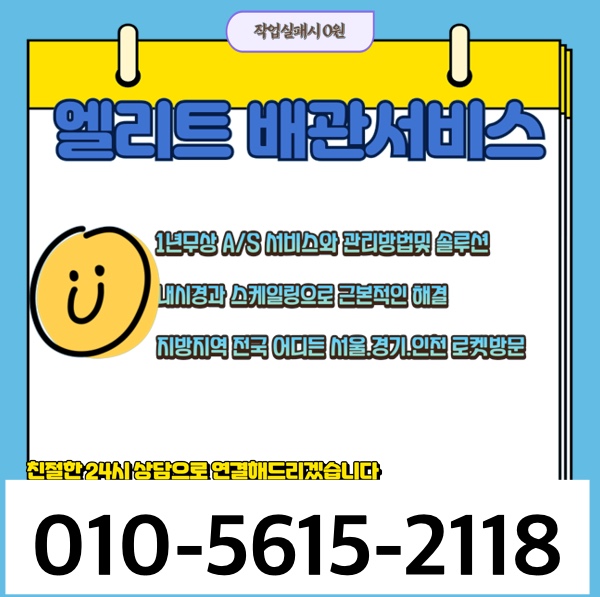 작업실패시 0원
엘리트 배관서비스
1년무상 A/S 서비스와 관리방법및 솔루션
내시경과 스케일링으로 근본적인 해결
지방지역 전국 어디든 서울.경기.인천 로켓방문
친절한 24시 상담으로 연결해드리겠습니다
010-5615-2118